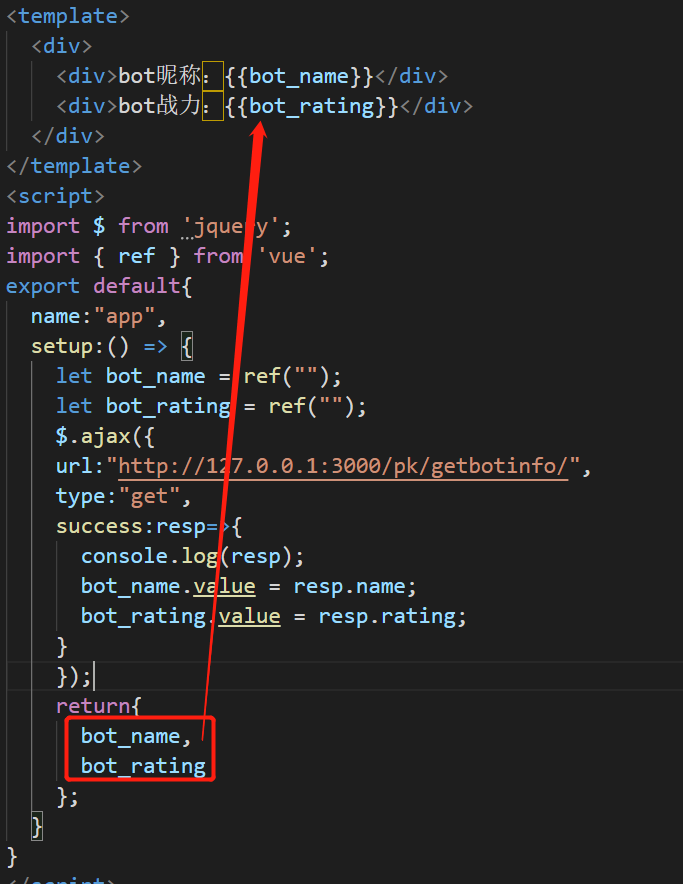 <template>
<div>
<div>bot昵称：{{bot_name}}</div>
<div>bot战力：{{bot_rating}}</div>
</div>
</template>
<script>
import $ from 'jquery';
import { ref } from 'vue';
export default{
name:"app",
setup:() => {
let bot_name = ref("");
let bot_rating = ref("");
$.ajax({
url:"http://127.0.0.1:3000/pk/getbotinfo/",
type:"get",
success:resp=>{
console.log(resp);
bot_name.value = resp.name;
bot_rating.value = resp.rating;
}
});
return{
bot_name,
bot_rating
};
}
}
</script>